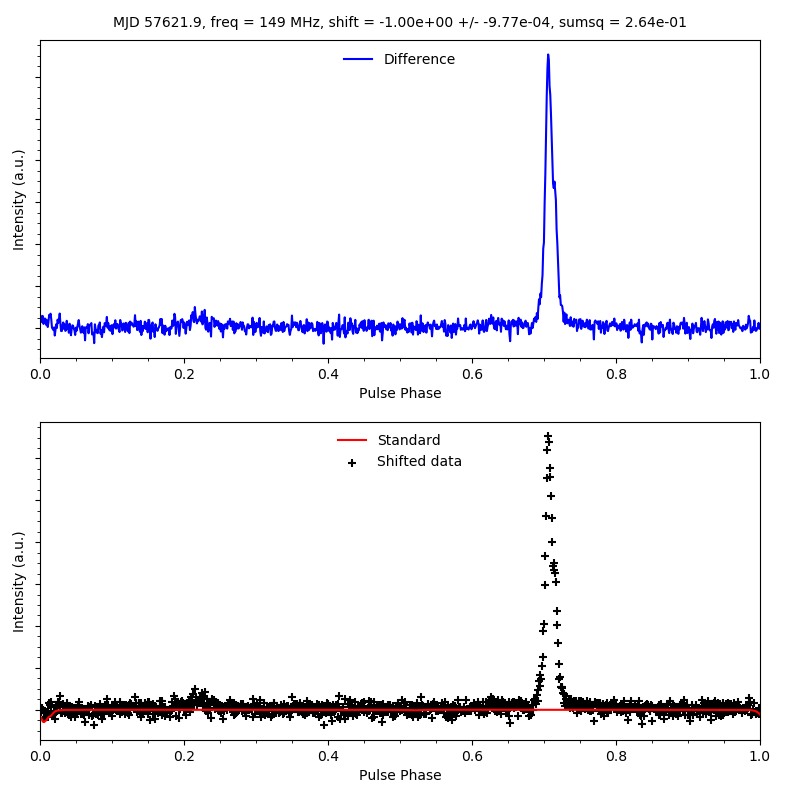 MJD 57621.9, freq = 149 MHz, shift = -1.00e+00 +/- -9.77e-04, sumsq = 2.64e-01
Difference
Intensity (a.u.)
0.0 0.2 0.4 0.6 0.8 1.0
Pulse Phase
Standard
Shifted data
Intensity (a.u.)
0.0 0.2 0.4 0.6 0.8 1.0
Pulse Phase